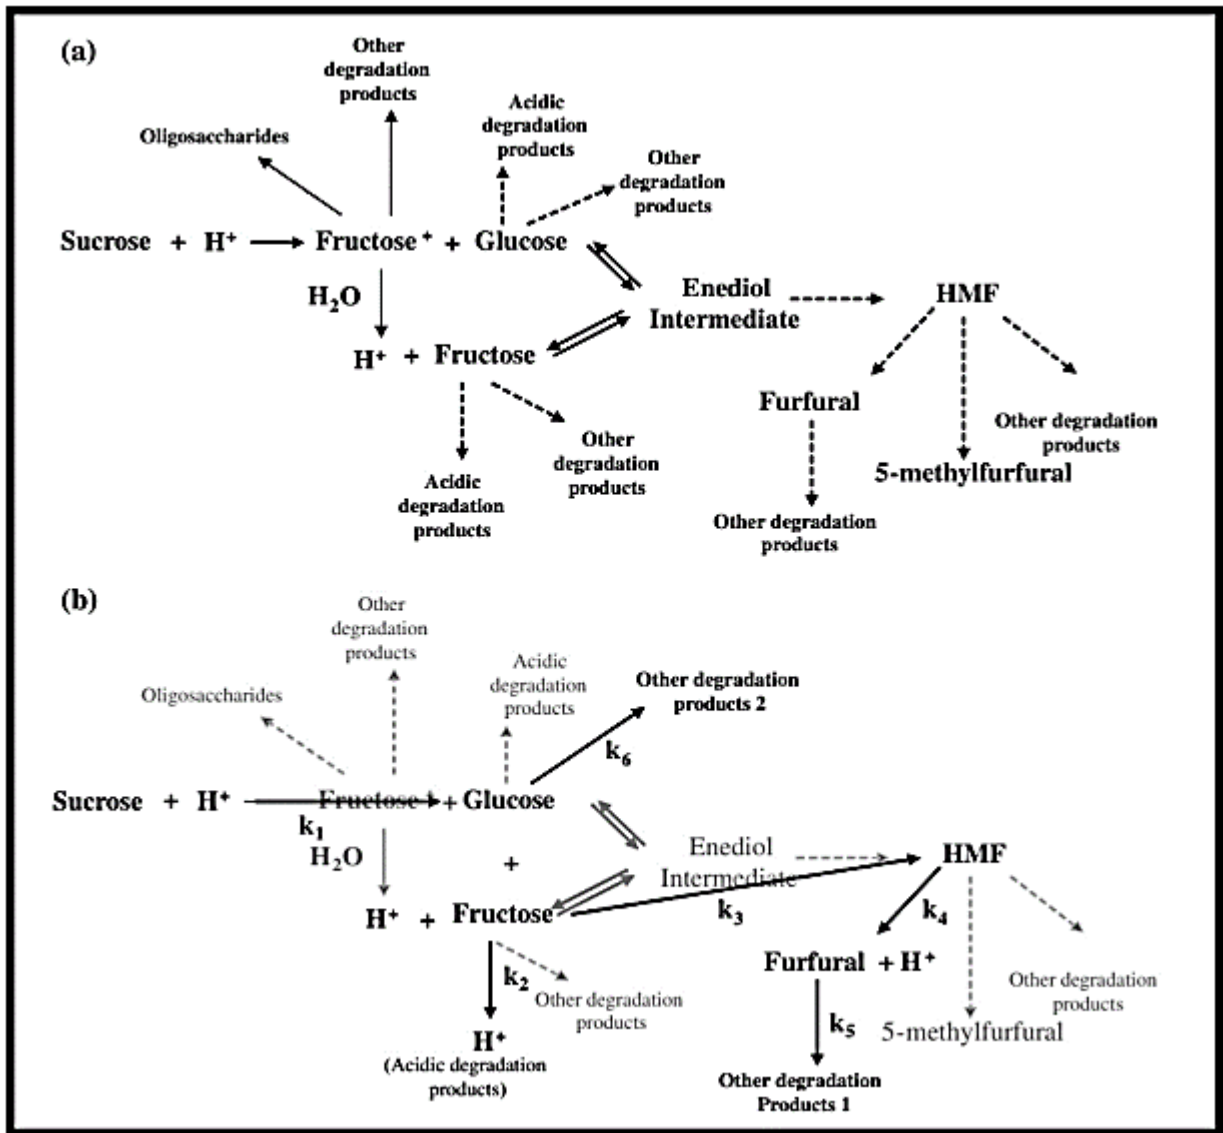 (a)
Other
degradation
products
Acidic
degradation
products
Oligosaccharides
Other
degradation
products
Sucrose + H⁺ Fructose⁺ + Glucose
H₂O
Enediol
Intermediate
HMF
H⁺ + Fructose
Furfural
Other degradation
products
5-methylfurfural
Other
degradation
products
Acidic
degradation
products
Other degradation
products
(b)
Other
degradation
products
Acidic
degradation
products
Other degradation
products 2
Oligosaccharides
k₆
Sucrose + H⁺ Fructose⁺ + Glucose
k₁
H₂O
+
Enediol
Intermediate
HMF
k₃
k₄
H⁺ + Fructose
Furfural + H⁺
k₂
Other degradation
products
Other degradation
products
k₅
5-methylfurfural
H⁺
(Acidic degradation
products)
Other degradation
Products 1